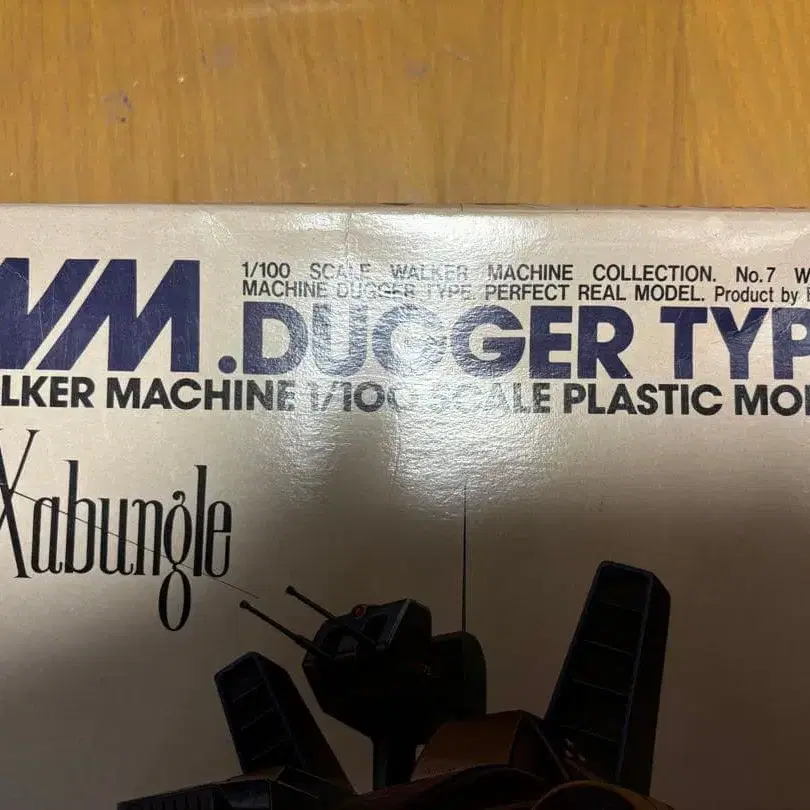 1/100 SCALE WALKER MACHINE COLLECTION. No.7 W
MACHINE DUGGER TYPE. PERFECT REAL MODEL. Product by
WM.DUGGER TYP
ALKER MACHINE 1/100 SCALE PLASTIC MO
Xabungle